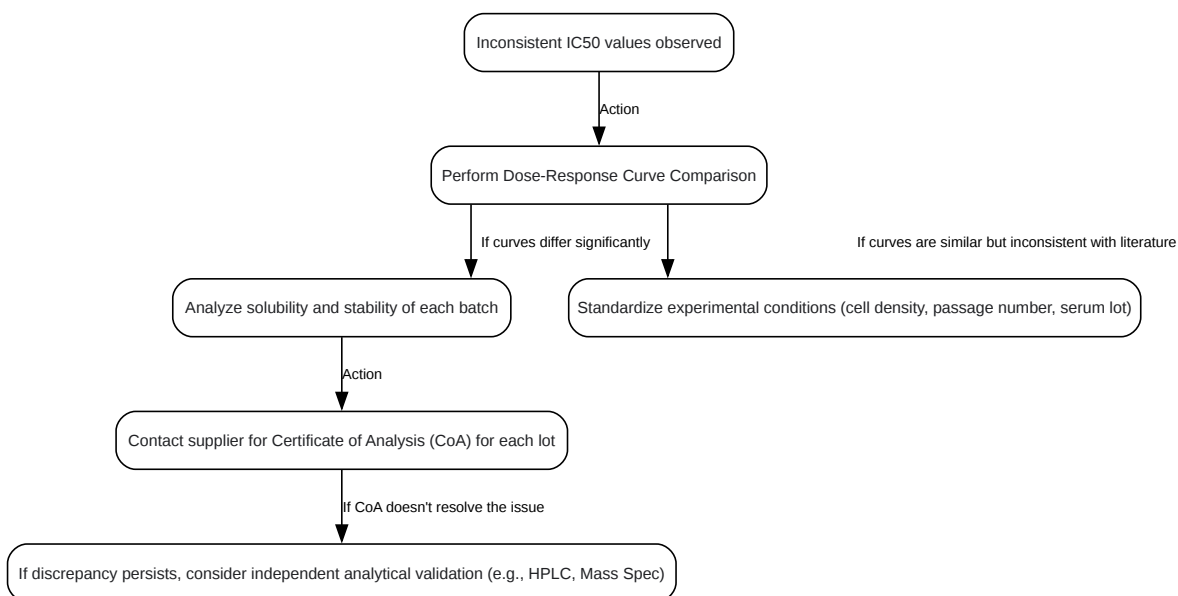 Inconsistent IC50 values observed
Action
Perform Dose-Response Curve Comparison
If curves differ significantly
If curves are similar but inconsistent with literature
Analyze solubility and stability of each batch
Standardize experimental conditions (cell density, passage number, serum lot)
Action
Contact supplier for Certificate of Analysis (CoA) for each lot
If CoA doesn't resolve the issue
If discrepancy persists, consider independent analytical validation (e.g., HPLC, Mass Spec)